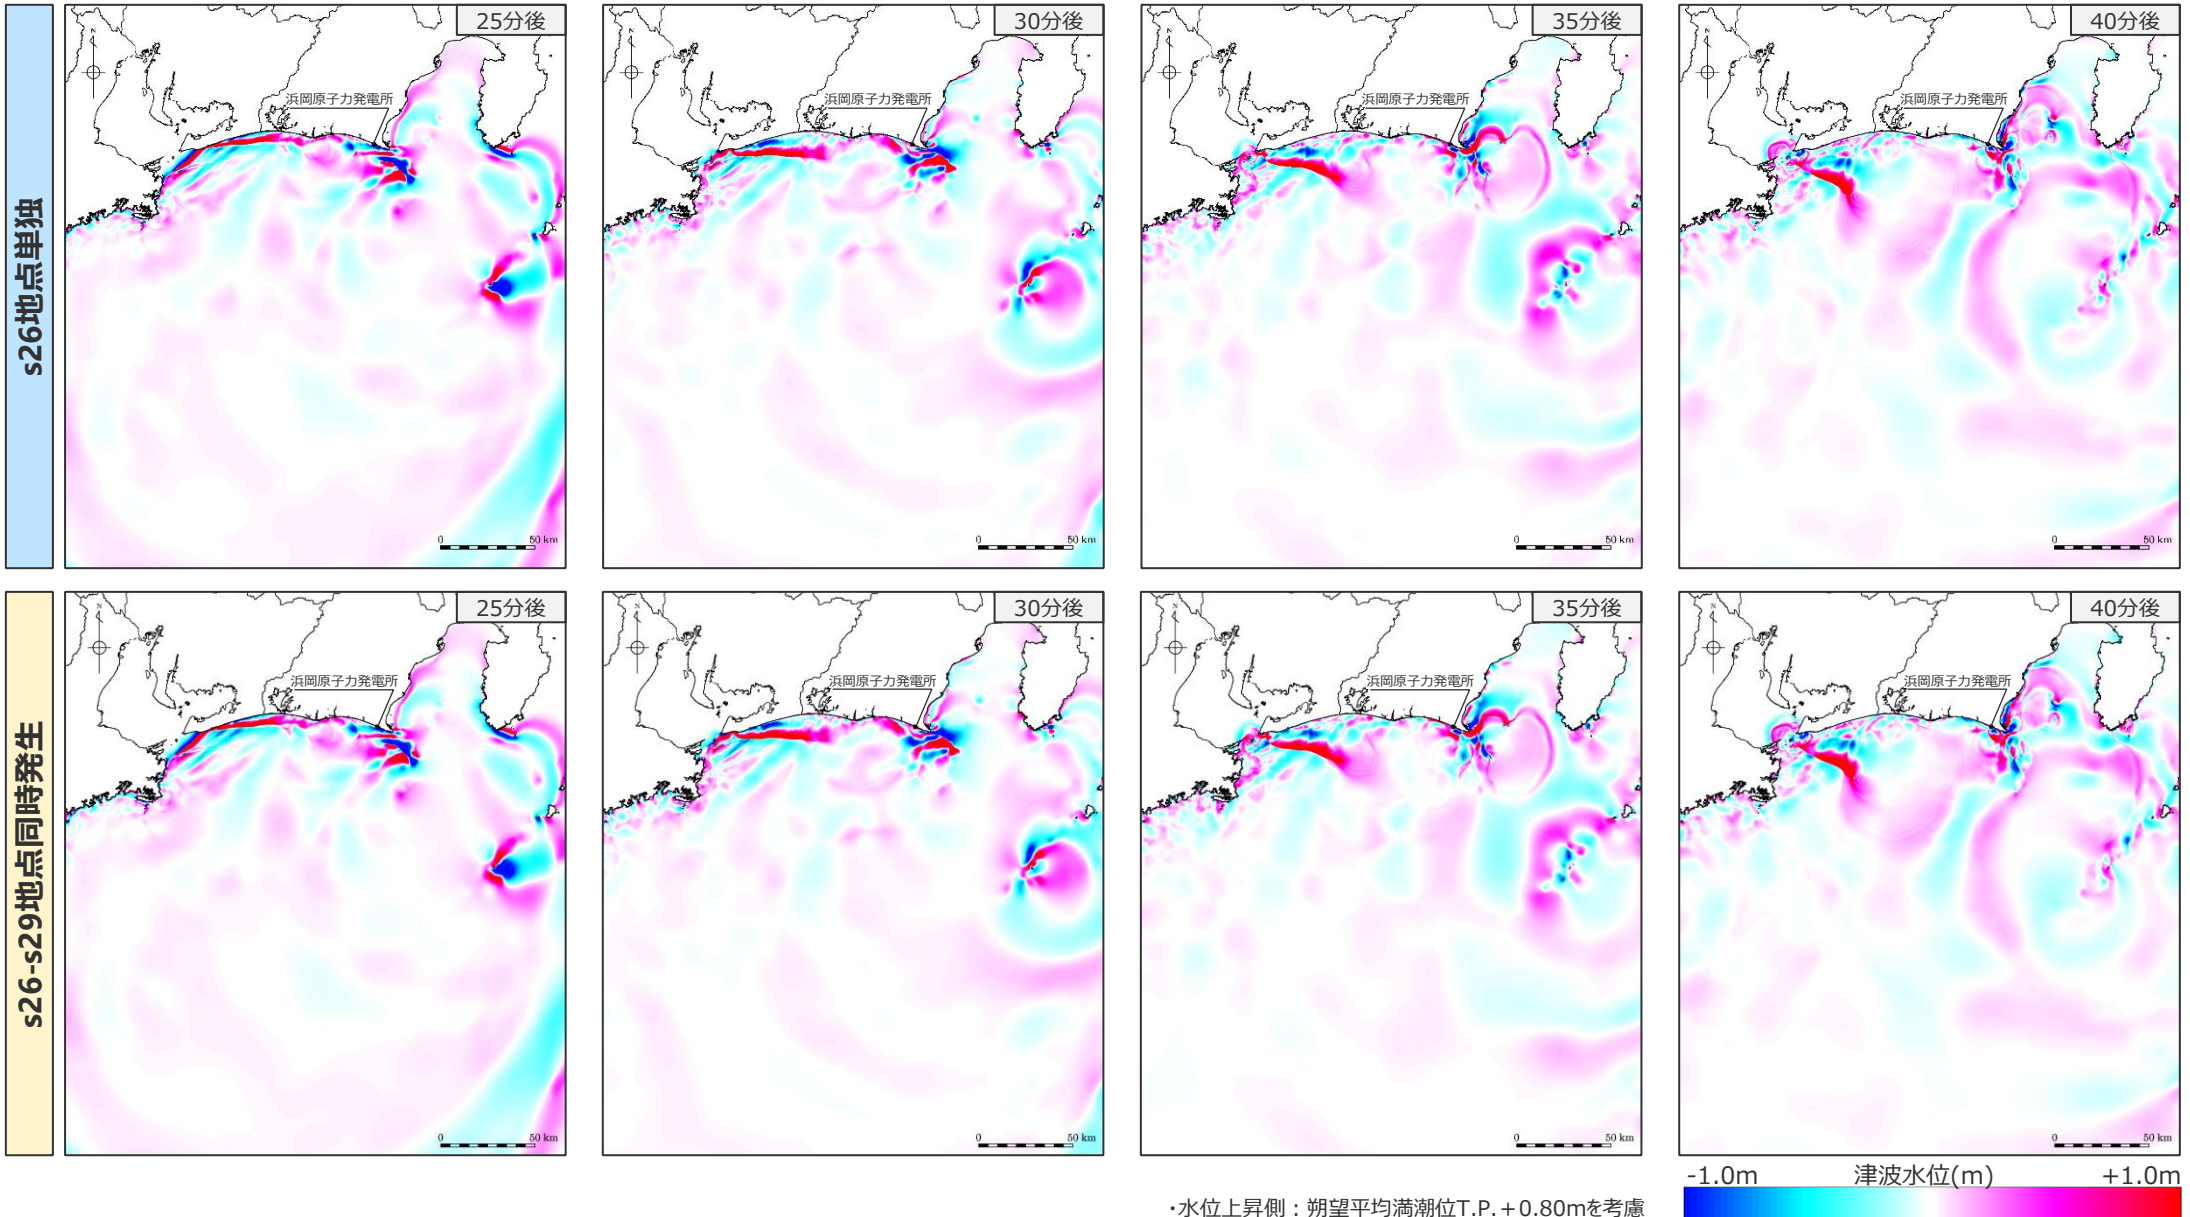 s26地点単独
25分後
N
浜岡原子力発電所
0 50 km
30分後
N
浜岡原子力発電所
0 50 km
35分後
N
浜岡原子力発電所
0 50 km
40分後
N
浜岡原子力発電所
0 50 km
s26-s29地点同時発生
25分後
N
浜岡原子力発電所
0 50 km
30分後
N
浜岡原子力発電所
0 50 km
35分後
N
浜岡原子力発電所
0 50 km
40分後
N
浜岡原子力発電所
0 50 km
-1.0m 津波水位(m) +1.0m
・水位上昇側：朔望平均満潮位T.P.＋0.80mを考慮